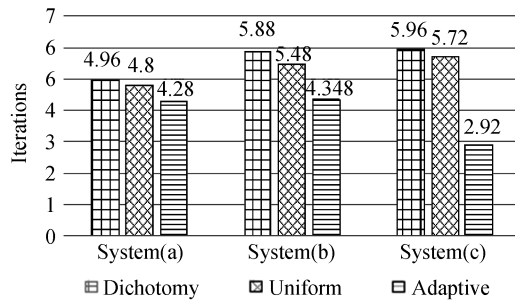 7
6
6
4
3
2
1
0
Iterations
4.96
4.8
4.28
5.88
5.48
4.348
5.96
5.72
2.92
System(a)
System(b)
System(c)
Dichotomy
Uniform
Adaptive